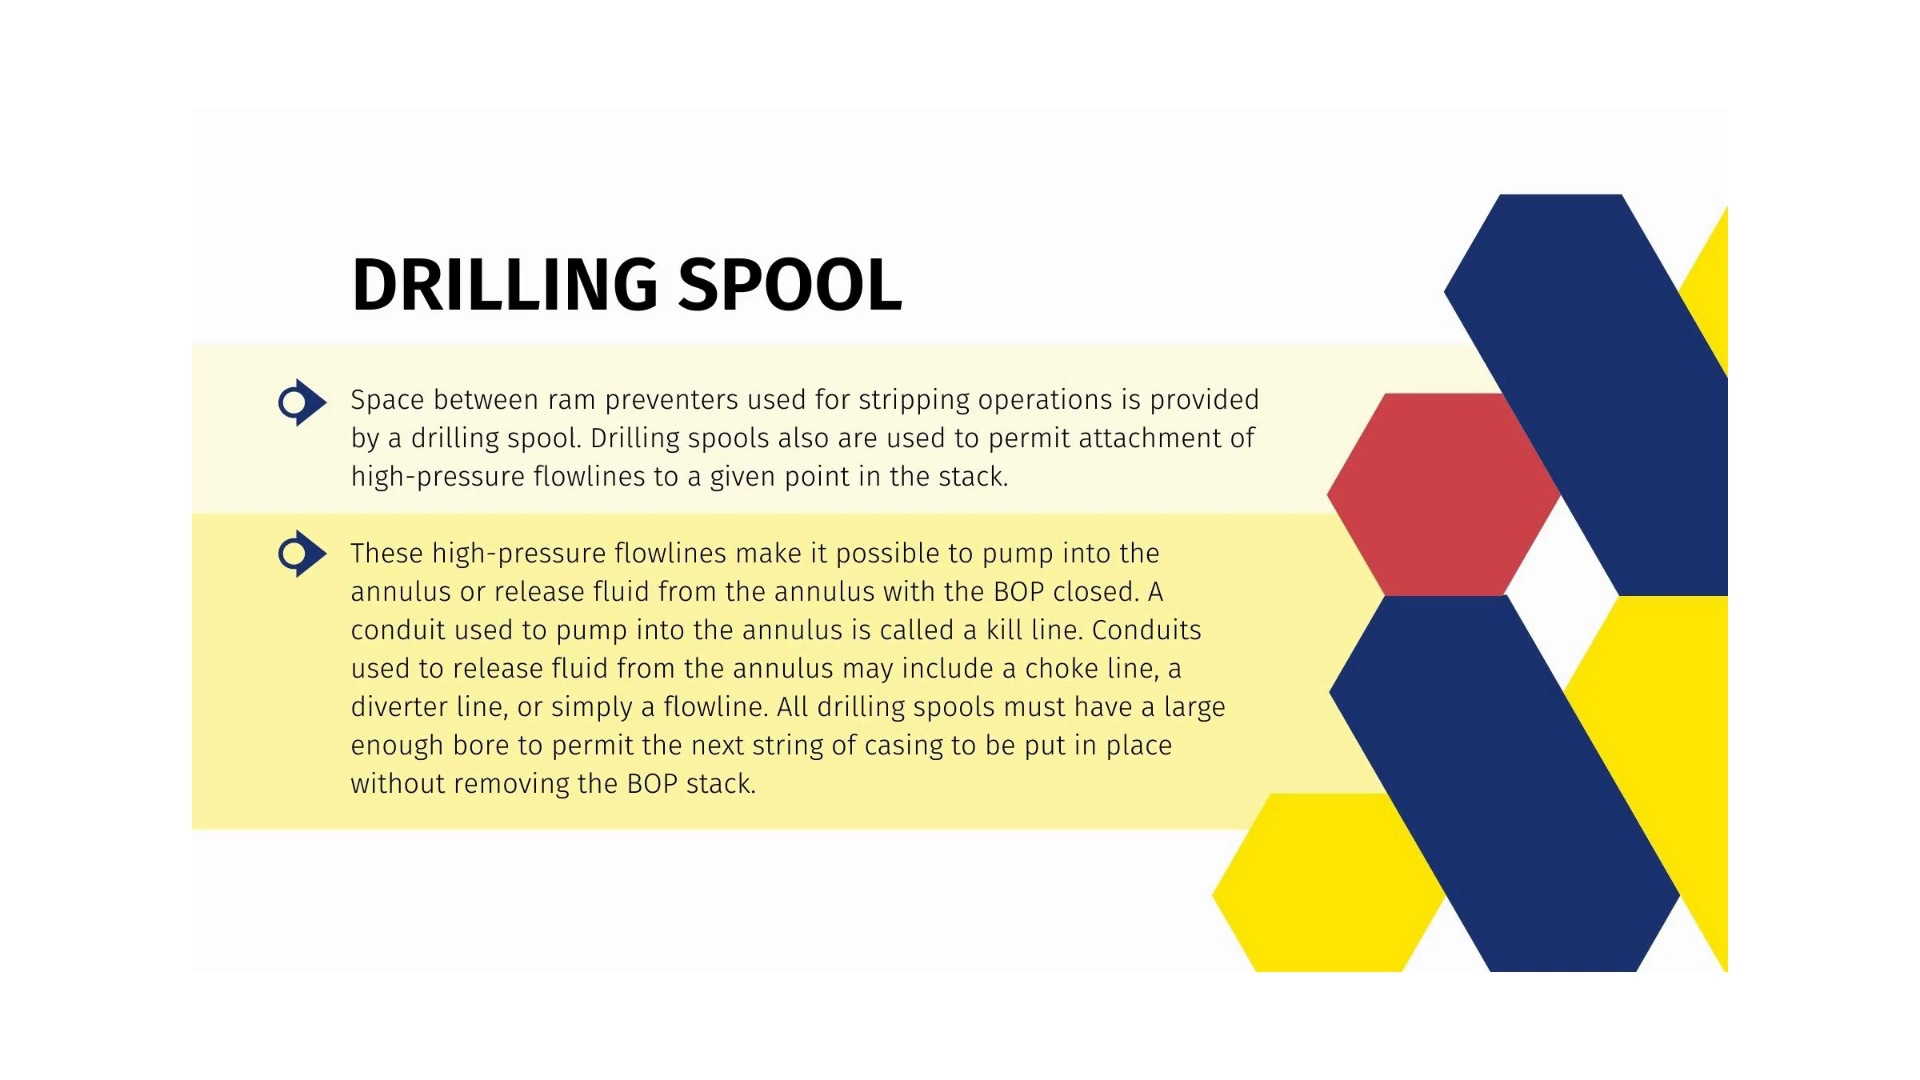 DRILLING SPOOL
Space between ram preventers used for stripping operations is provided
by a drilling spool. Drilling spools also are used to permit attachment of
high-pressure flowlines to a given point in the stack.
These high-pressure flowlines make it possible to pump into the
annulus or release fluid from the annulus with the BOP closed. A
conduit used to pump into the annulus is called a kill line. Conduits
used to release fluid from the annulus may include a choke line, a
diverter line, or simply a flowline. All drilling spools must have a large
enough bore to permit the next string of casing to be put in place
without removing the BOP stack.